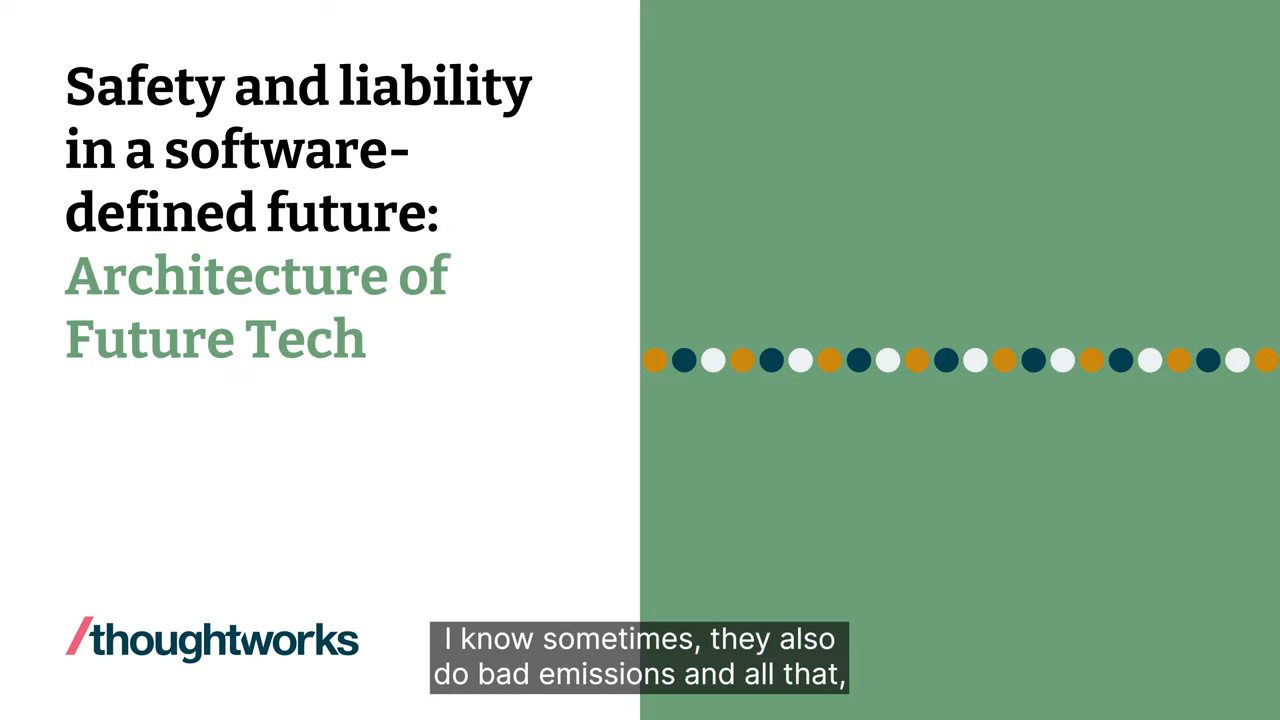 Safety and liability
in a software-
defined future:
Architecture of
Future Tech
/thoughtworks
I know sometimes, they also
do bad emissions and all that,